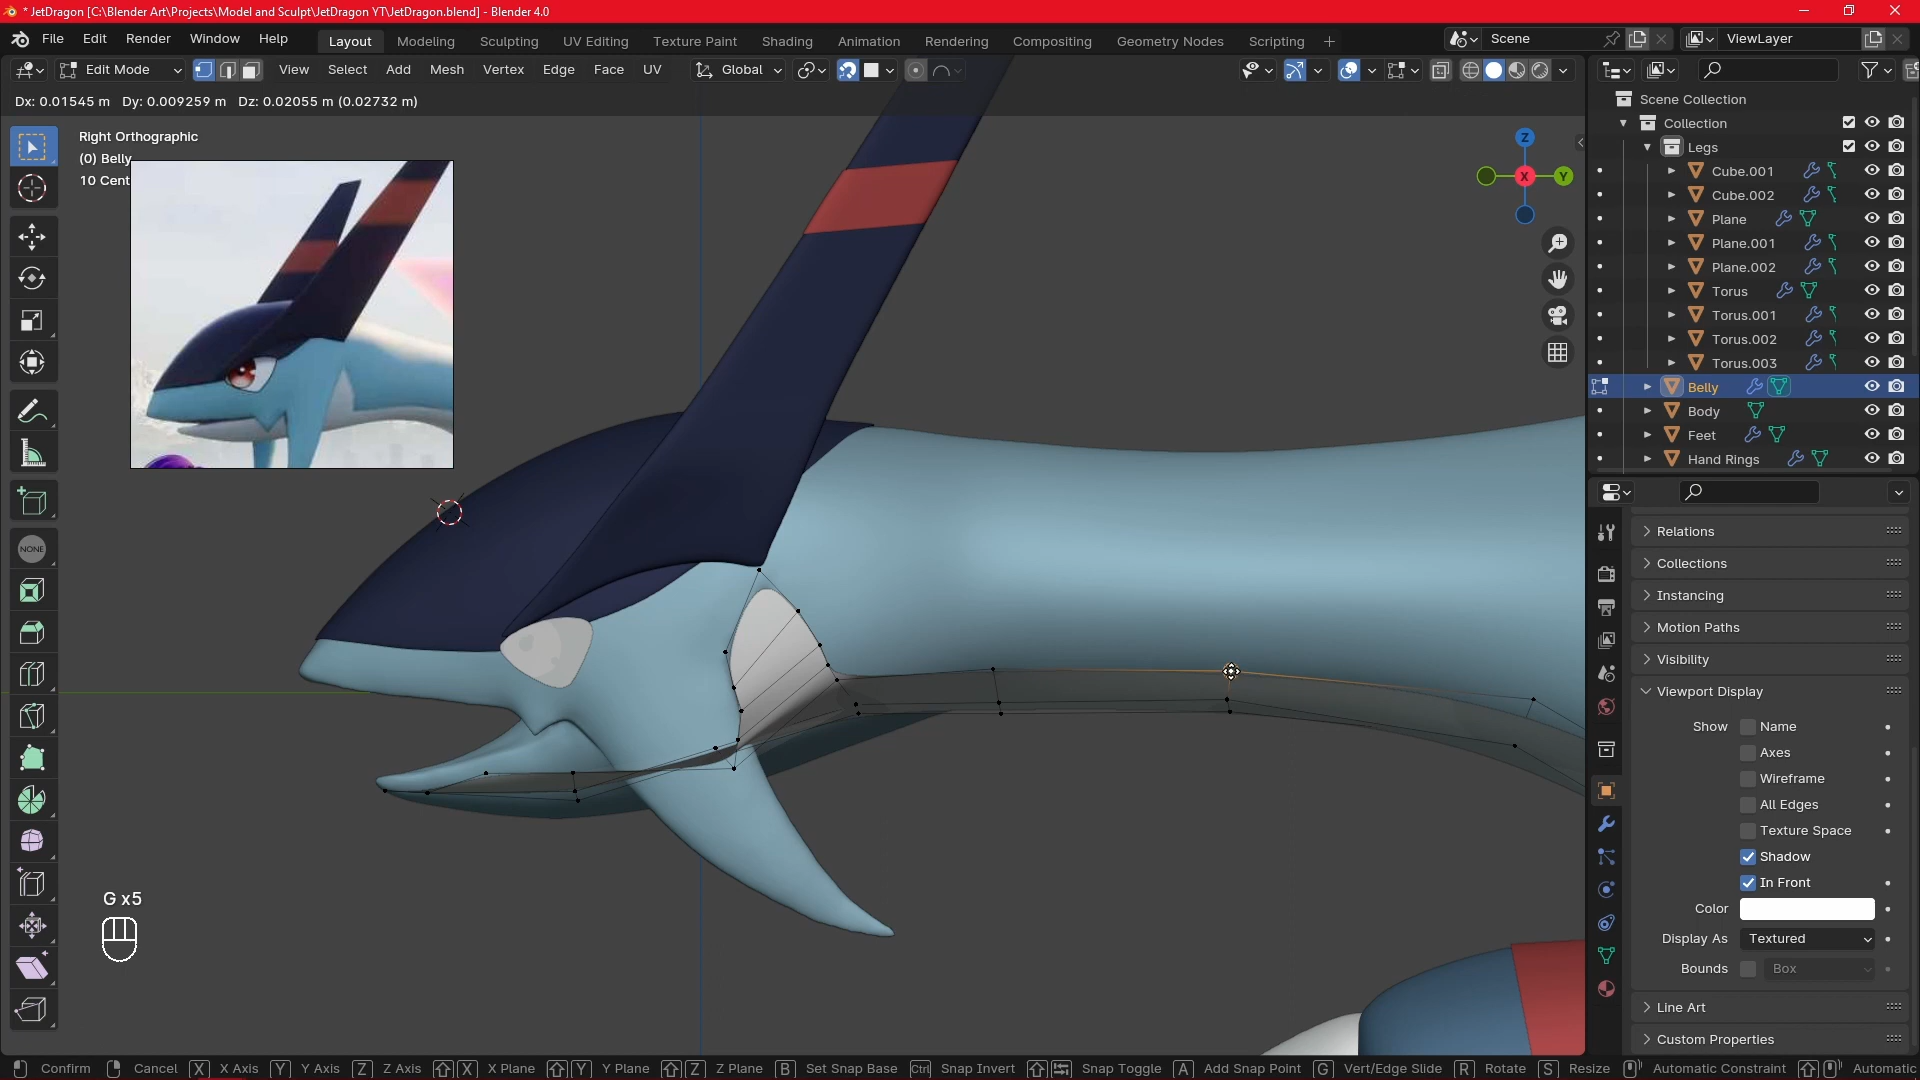 * JetDragon [C:\Blender Art\Projects\Model and Sculpt\JetDragon YT\JetDragon.blend] - Blender 4.0
File Edit Render Window Help Layout Modeling Sculpting UV Editing Texture Paint Shading Animation Rendering Compositing Geometry Nodes Scripting Scene ViewLayer
Edit Mode View Select Add Mesh Vertex Edge Face UV Global
Dx: 0.01545 m Dy: 0.009259 m Dz: 0.02055 m (0.02732 m)
Right Orthographic
(0) Belly
10 Cent
Z
X
Y
NONE
G x5
Scene Collection
Collection
Legs
Cube.001
Cube.002
Plane
Plane.001
Plane.002
Torus
Torus.001
Torus.002
Torus.003
Belly
Body
Feet
Hand Rings
Relations
Collections
Instancing
Motion Paths
Visibility
Viewport Display
Show Name
Axes
Wireframe
All Edges
Texture Space
Shadow
In Front
Color
Display As Textured
Bounds Box
Line Art
Custom Properties
Confirm Cancel X X Axis Y Y Axis Z Z Axis X X Plane Y Y Plane Z Z Plane B Set Snap Base Ctrl Snap Invert Snap Toggle A Add Snap Point G Vert/Edge Slide R Rotate S Resize Automatic Constraint Automatic